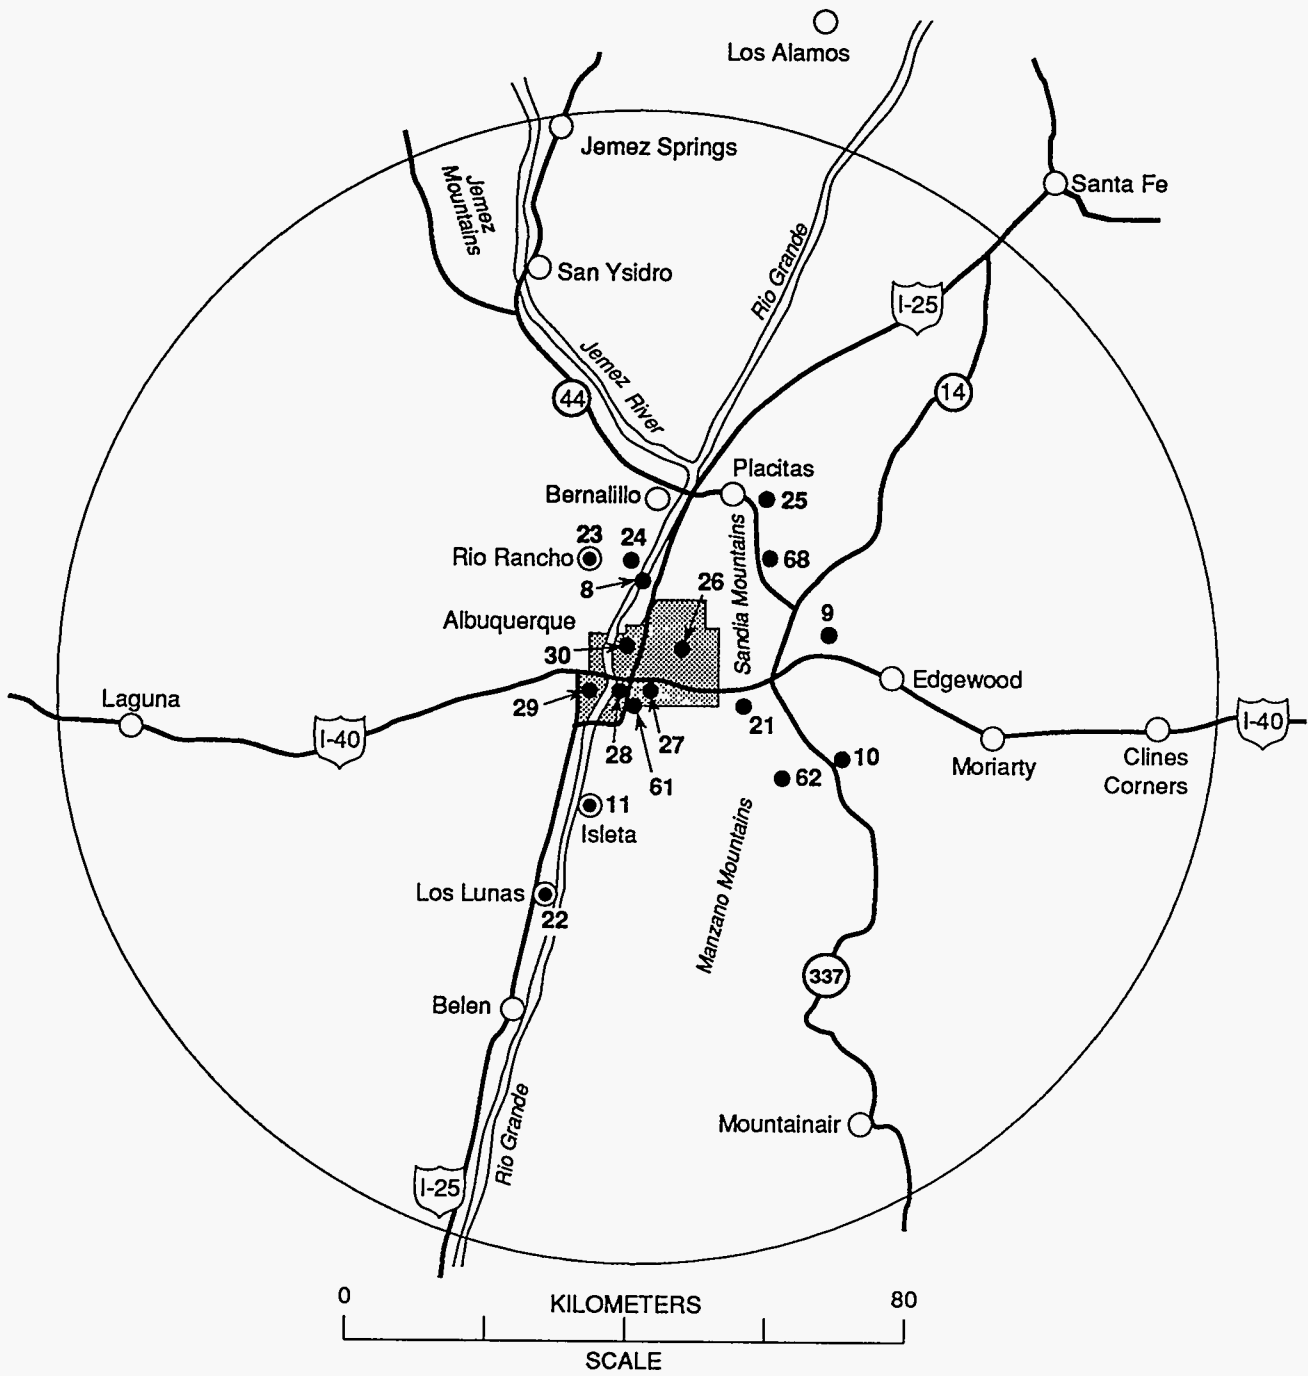 Los Alamos
Jemez Springs
Jemez
Mountains
Santa Fe
San Ysidro
Rio Grande
I-25
Jemez River
44
14
Placitas
Bernalillo
25
23
24
Rio Rancho
68
8
26
Sandia Mountains
Albuquerque
9
30
Edgewood
Laguna
29
21
I-40
I-40
28
27
Clines
Corners
Moriarty
10
62
61
11
Isleta
Manzano Mountains
Los Lunas
22
337
Belen
Rio Grande
Mountainair
I-25
0
KILOMETERS
80
SCALE